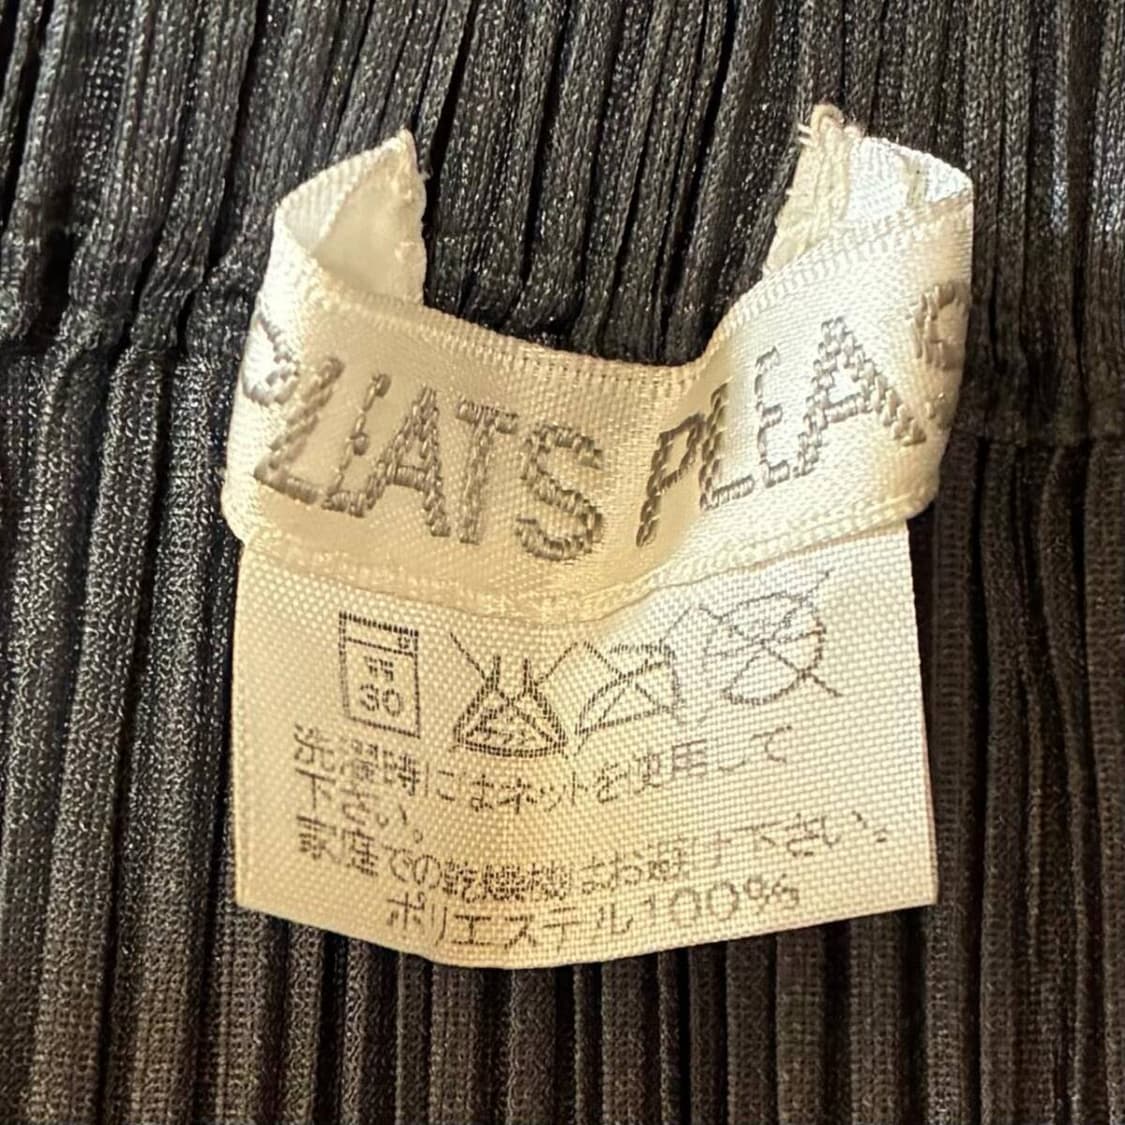 PLEATS PLEAS
30
洗濯時にはネットを使用して
下さい。
家庭での乾燥機はお避け下さい。
ポリエステル100%